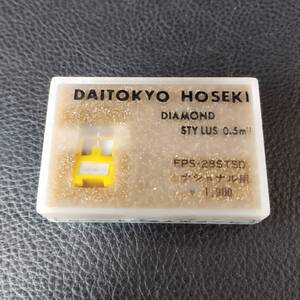 DAITOKYO HOSEKI
DIAMOND
STYLUS 0.5mil
EPS-28STSD
ナショナル用
¥ 1,900